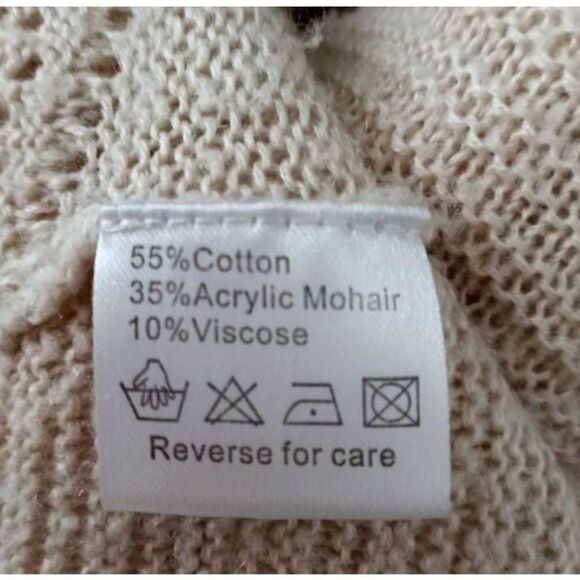 55%Cotton
35%Acrylic Mohair
10%Viscose
Reverse for care